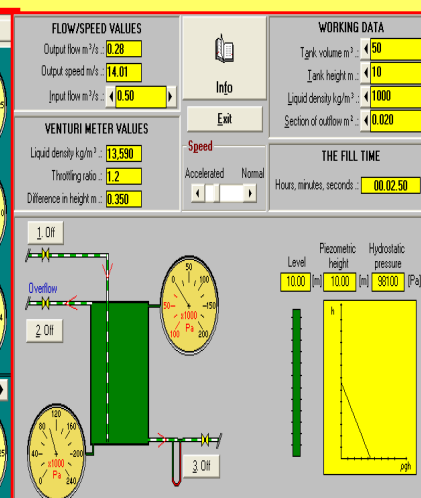 FLOW/SPEED VALUES
Output flow m³/s .: 0.28
Output speed m/s .: 14.01
Input flow m³/s .: 0.50
VENTURI METER VALUES
Liquid density kg/m³ .: 13,590
Throttling ratio .: 1.2
Difference in height m .: 0.350
Info
Exit
Speed
Accelerated Normal
WORKING DATA
Tank volume m³ .: 50
Tank height m .: 10
Liquid density kg/m³ .: 1000
Section of outflow m² .: 0.020
THE FILL TIME
Hours, minutes, seconds .: 00.02.50
1. Off
Overflow
2. Off
50
0 100
50 150
100 200
x1000
Pa
120
80 160
40 200
0 240
x1000
Pa
3. Off
Level Piezometric height Hydrostatic pressure
10.00 [m] 10.00 [m] 98100 [Pa]
h
ρgh